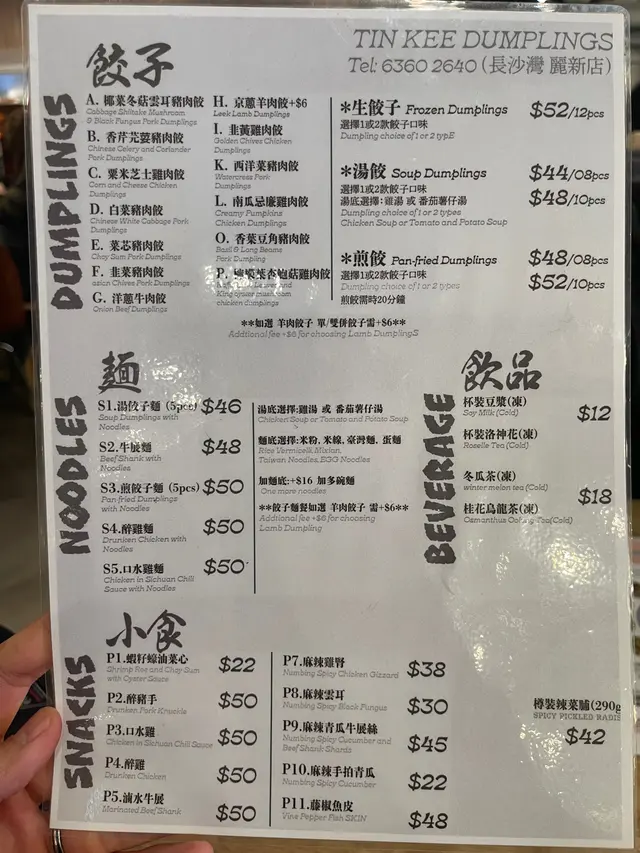 TIN KEE DUMPLINGS
Tel: 6360 2640 (長沙灣 麗新店)
餃子
DUMPLINGS
A. 椰菜冬菇雲耳豬肉餃
Cabbage Shiitake Mushroom
& Black Fungus Pork Dumplings
B. 香芹芫荽豬肉餃
Chinese Celery and Coriander
Pork Dumplings
C. 粟米芝士雞肉餃
Corn and Cheese Chicken
Dumplings
D. 白菜豬肉餃
Chinese White Cabbage Pork
Dumplings
E. 菜芯豬肉餃
Choy Sum Pork Dumplings
F. 韭菜豬肉餃
asian Chives Pork Dumplings
G. 洋蔥牛肉餃
Onion Beef Dumplings
H. 京蔥羊肉餃+$6
Leek Lamb Dumplings
I. 韭黃雞肉餃
Golden Chives Chicken
Dumplings
K. 西洋菜豬肉餃
Watercress Pork
Dumplings
L. 南瓜忌廉雞肉餃
Creamy Pumpkins
Chicken Dumplings
O. 香葉豆角豬肉餃
Basil & Long Beans
Pork Dumpling
King oyster mushroom
chicken dumplings
*生餃子 Frozen Dumplings $52/12pcs
選擇1或2款餃子口味
Dumpling choice of 1 or 2 typE
*湯餃 Soup Dumplings $44/08pcs
選擇1或2款餃子口味
湯底選擇:雞湯 或 番茄薯仔湯 $48/10pcs
Dumpling choice of 1 or 2 types
Chicken Soup or Tomato and Potato Soup
*煎餃 Pan-fried Dumplings $48/08pcs
選擇1或2款餃子口味
Dumpling choice of 1 or 2 types $52/10pcs
煎餃需時20分鐘
**如選 羊肉餃子 單/雙併餃子需+$6**
Addtional fee +$6 for choosing Lamb DumplingS
麵
NOODLES
S1.湯餃子麵 (5pcs) $46
Soup Dumplings with
Noodles
S2.牛展麵 $48
Beef Shank with
Noodles
S3.煎餃子麵 (5pcs) $50
Pan-fried Dumplings
with Noodles
S4.醉雞麵 $50
Drunken Chicken with
Noodles
S5.口水雞麵 $50
Chicken in Sichuan Chili
Sauce with Noodles
湯底選擇:雞湯 或 番茄薯仔湯
Chicken Soup or Tomato and Potato Soup
麵底選擇:米粉, 米線, 臺灣麵, 蛋麵
Rice Vermicelli, Mixian,
Taiwan Noodles, EGG Noodles
加麵底:+$16 加多碗麵
One more noodles
**餃子麵餐如選 羊肉餃子 需+$6**
Addtional fee +$6 for choosing
Lamb Dumpling
飲品
BEVERAGE
杯裝豆漿(凍)
Soy Milk (Cold) $12
杯裝洛神花(凍)
Roselle Tea (Cold)
冬瓜茶(凍)
winter melon tea (Cold) $18
桂花烏龍茶(凍)
Osmanthus Oolong Tea(Cold)
小食
SNACKS
P1.蝦籽蠔油菜心 $22
Shrimp Roe and Choy Sum
with Oyster Sauce
P2.醉豬手 $50
Drunken Pork Knuckle
P3.口水雞 $50
Chicken in Sichuan Chili Sauce
P4.醉雞 $50
Drunken Chicken
P5.滷水牛展 $50
Marinated Beef Shank
P7.麻辣雞腎 $38
Numbing Spicy Chicken Gizzard
P8.麻辣雲耳 $30
Numbing Spicy Black Fungus
P9.麻辣青瓜牛展絲 $45
Numbing Spicy Cucumber and
Beef Shank Shards
P10.麻辣手拍青瓜 $22
Numbing Spicy Cucumber
P11.藤椒魚皮 $48
Vine Pepper Fish SKIN
樽裝辣菜脯(290g
SPICY PICKLED RADIS
$42